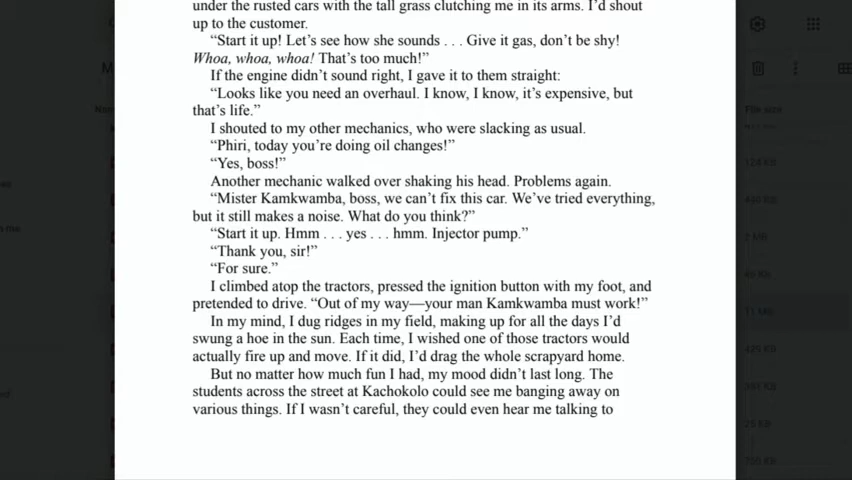 under the rusted cars with the tall grass clutching me in its arms. I’d shout
up to the customer.
“Start it up! Let’s see how she sounds . . . Give it gas, don’t be shy!
Whoa, whoa, whoa! That’s too much!”
If the engine didn’t sound right, I gave it to them straight:
“Looks like you need an overhaul. I know, I know, it’s expensive, but
that’s life.”
I shouted to my other mechanics, who were slacking as usual.
“Phiri, today you’re doing oil changes!”
“Yes, boss!”
Another mechanic walked over shaking his head. Problems again.
“Mister Kamkwamba, boss, we can’t fix this car. We’ve tried everything,
but it still makes a noise. What do you think?”
“Start it up. Hmm . . . yes . . . hmm. Injector pump.”
“Thank you, sir!”
“For sure.”
I climbed atop the tractors, pressed the ignition button with my foot, and
pretended to drive. “Out of my way—your man Kamkwamba must work!”
In my mind, I dug ridges in my field, making up for all the days I’d
swung a hoe in the sun. Each time, I wished one of those tractors would
actually fire up and move. If it did, I’d drag the whole scrapyard home.
But no matter how much fun I had, my mood didn’t last long. The
students across the street at Kachokolo could see me banging away on
various things. If I wasn’t careful, they could even hear me talking to
File size